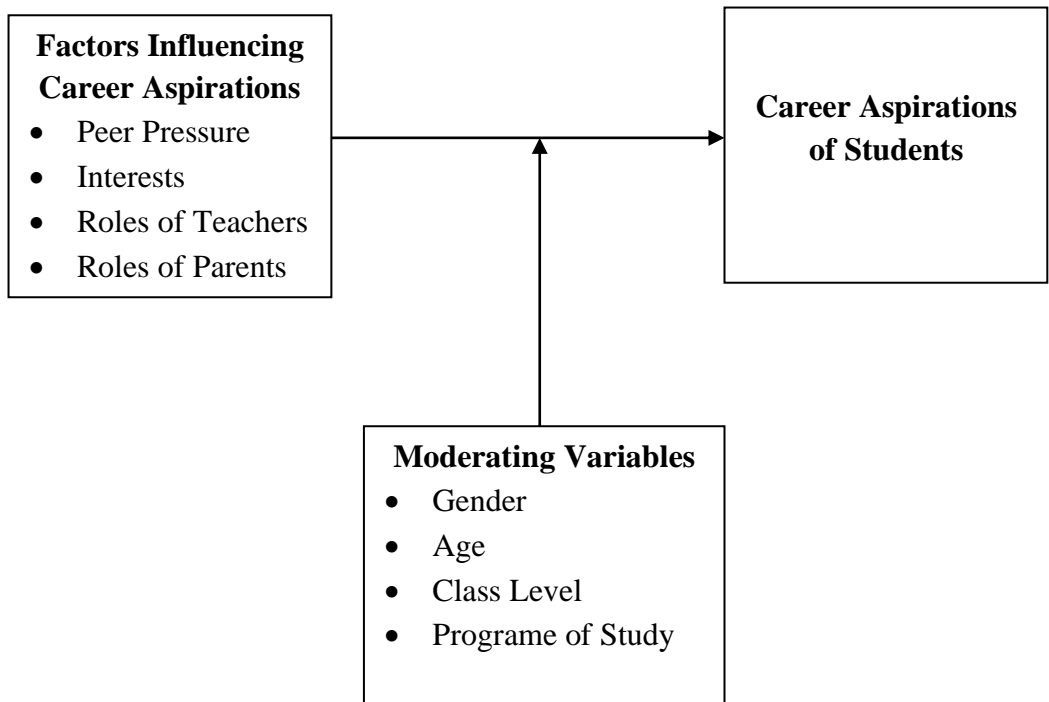 Factors Influencing
Career Aspirations
• Peer Pressure
• Interests
• Roles of Teachers
• Roles of Parents
Career Aspirations
of Students
Moderating Variables
• Gender
• Age
• Class Level
• Programe of Study